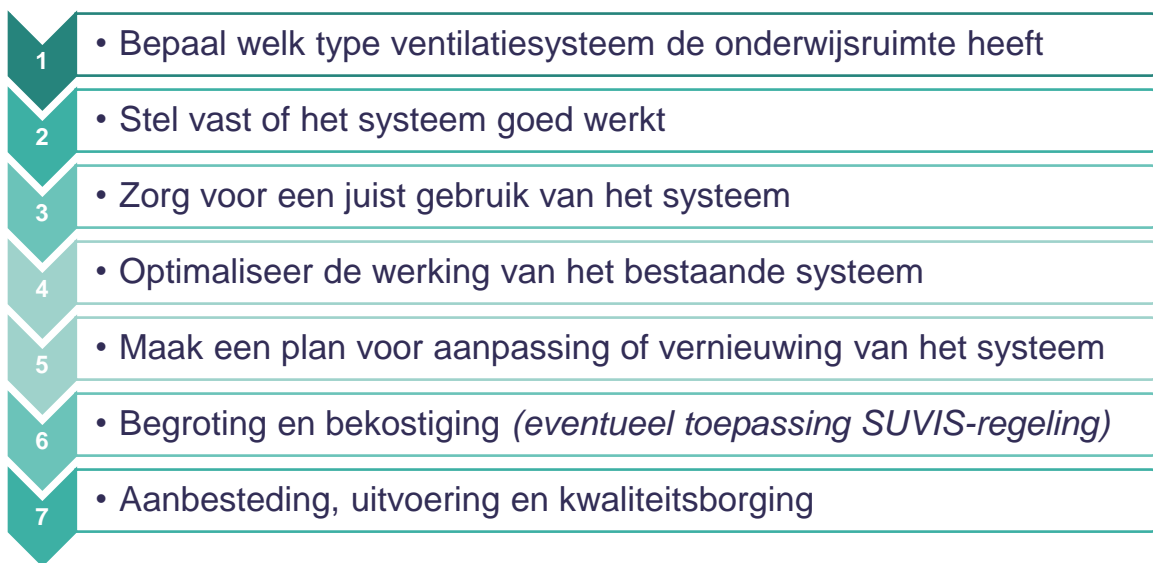 1 • Bepaal welk type ventilatiesysteem de onderwijsruimte heeft
2 • Stel vast of het systeem goed werkt
3 • Zorg voor een juist gebruik van het systeem
4 • Optimaliseer de werking van het bestaande systeem
5 • Maak een plan voor aanpassing of vernieuwing van het systeem
6 • Begroting en bekostiging (eventueel toepassing SUVIS-regeling)
7 • Aanbesteding, uitvoering en kwaliteitsborging